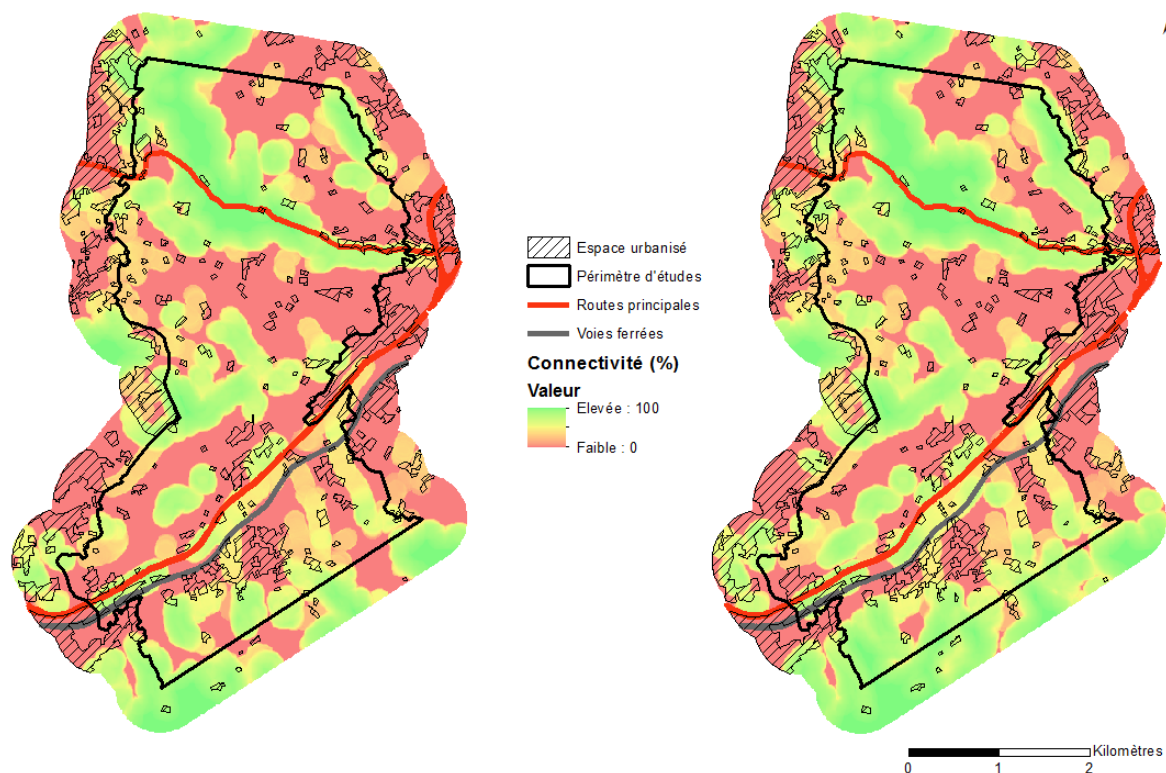 Espace urbanisé
Périmètre d'études
Routes principales
Voies ferrées
Connectivité (%)
Valeur
Elevée : 100
Faible : 0
Kilomètres
0 1 2